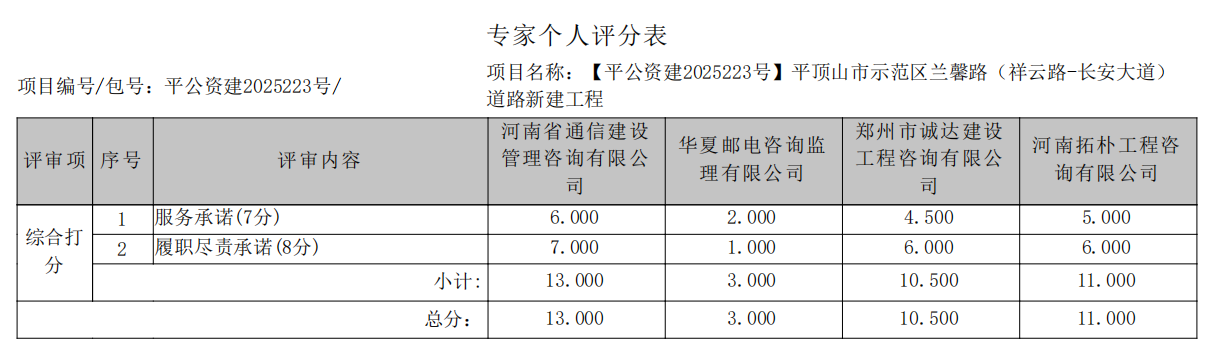 专家个人评分表
项目编号/包号：平公资建2025223号/
项目名称：【平公资建2025223号】平顶山市示范区兰馨路（祥云路-长安大道）
道路新建工程
评审项 序号 评审内容 河南省通信建设管理咨询有限公司 华夏邮电咨询监理有限公司 郑州市诚达建设工程咨询有限公司 河南拓朴工程咨询有限公司
综合打分 1 服务承诺(7分) 6.000 2.000 4.500 5.000
2 履职尽责承诺(8分) 7.000 1.000 6.000 6.000
小计: 13.000 3.000 10.500 11.000
总分： 13.000 3.000 10.500 11.000